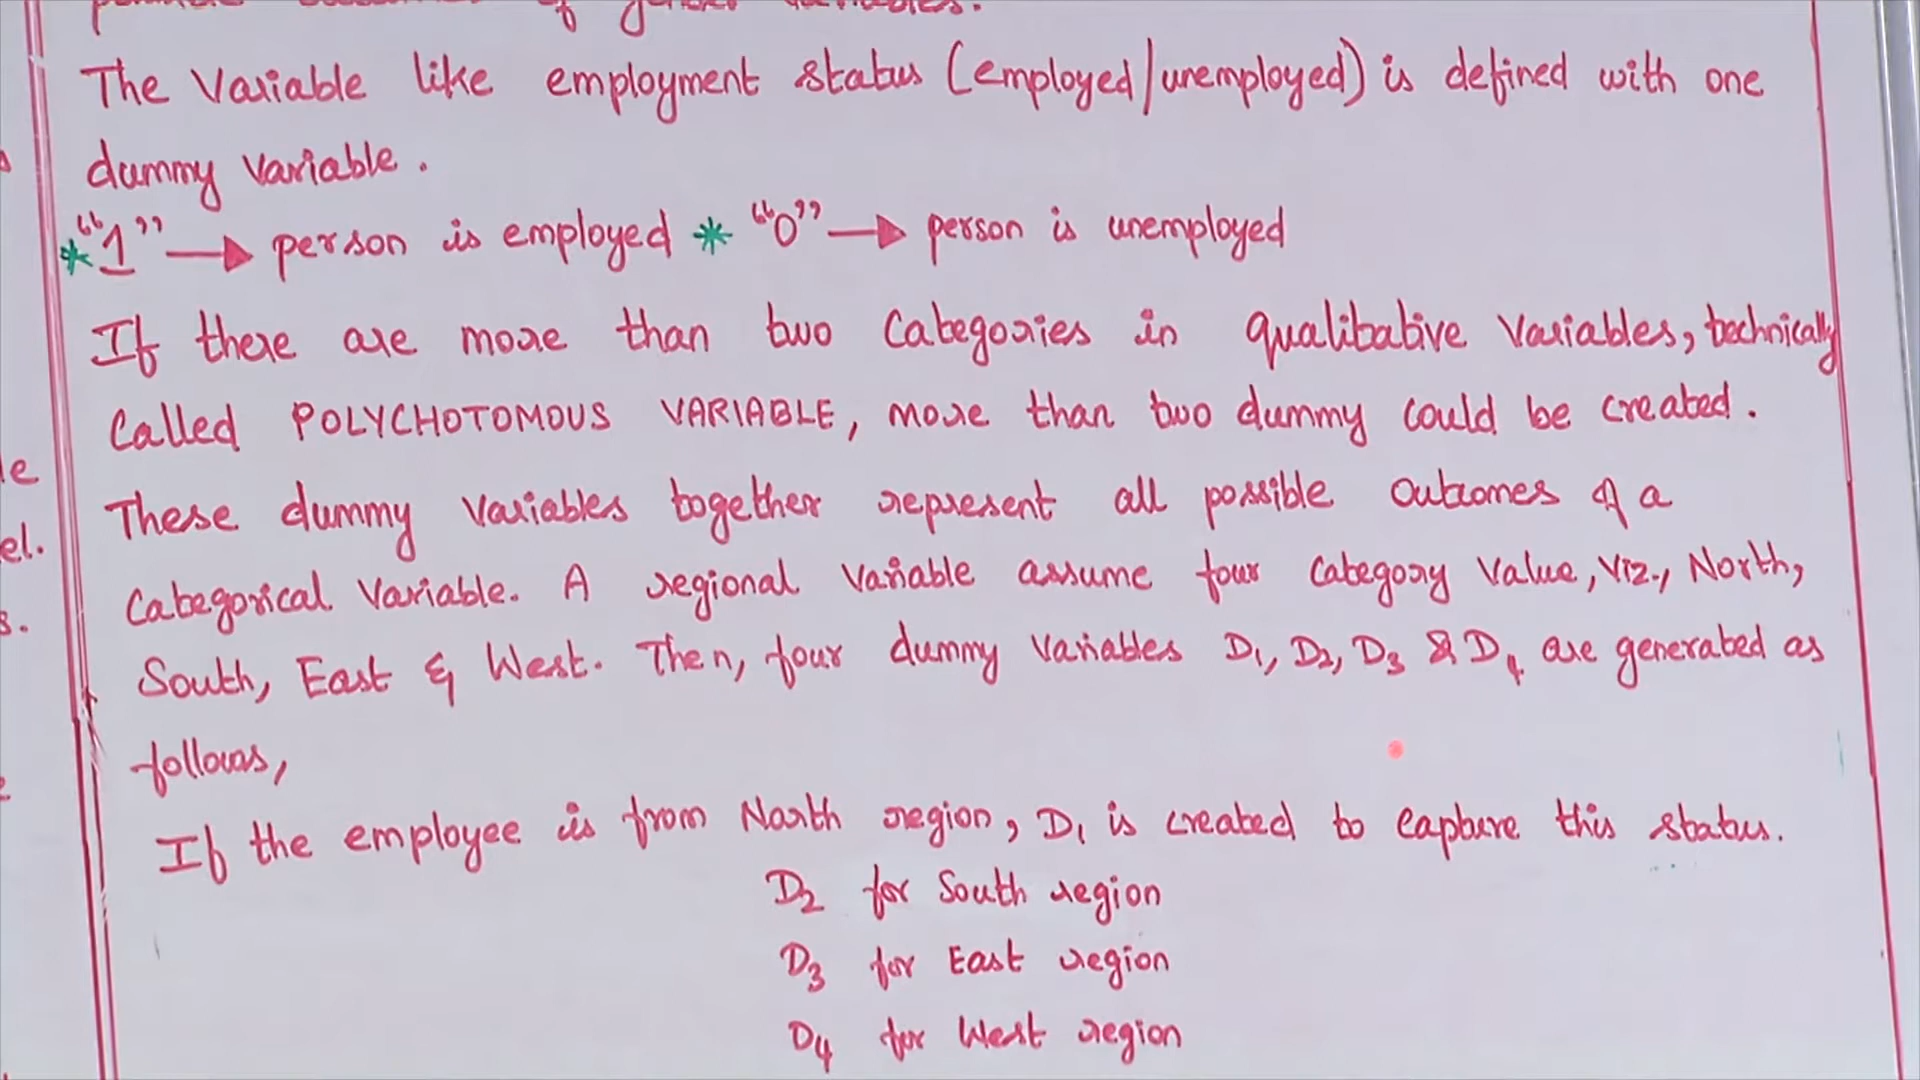 of gender variables.
The Variable like employment status (employed/unemployed) is defined with one
dummy Variable.
* "1" → person is employed * "0" → person is unemployed
If there are more than two Categories in qualitative Variables, technically
Called POLYCHOTOMOUS VARIABLE, more than two dummy could be created.
These dummy variables together represent all possible Outcomes of a
Categorical Variable. A regional Variable assume four Category Value, Viz., North,
South, East & West. Then, four dummy Variables D1, D2, D3 & D4 are generated as
follows,
If the employee is from North region, D1 is created to Capture this status.
D2 for South region
D3 for East region
D4 for West region